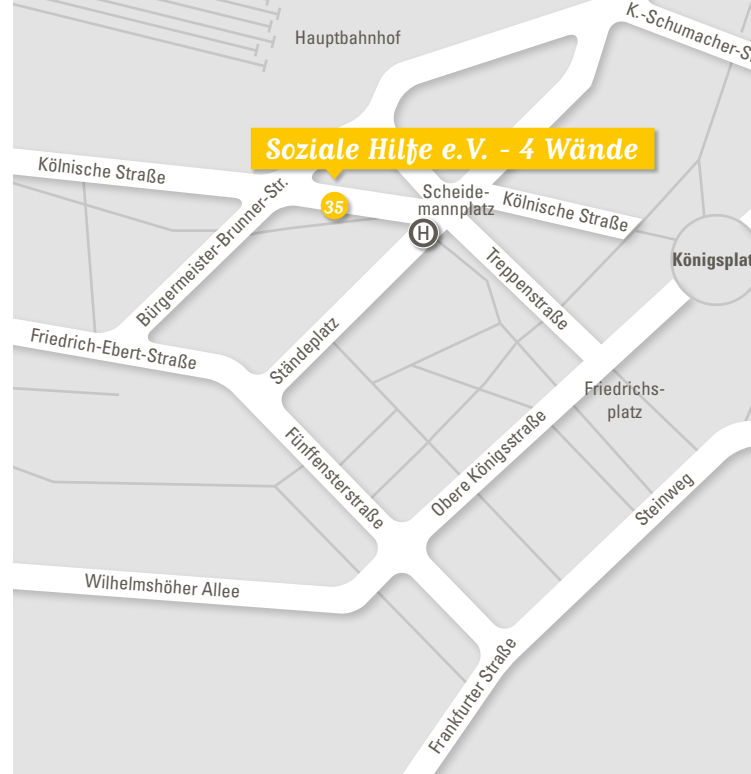 K.-Schumacher-St
Hauptbahnhof
Soziale Hilfe e.V. - 4 Wände
Kölnische Straße
35
Scheide-
mannplatz
Kölnische Straße
H
Bürgermeister-Brunner-Str.
Königsplat
Treppenstraße
Friedrich-Ebert-Straße
Ständeplatz
Friedrichs-
platz
Fünffensterstraße
Obere Königsstraße
Steinweg
Wilhelmshöher Allee
Frankfurter Straße